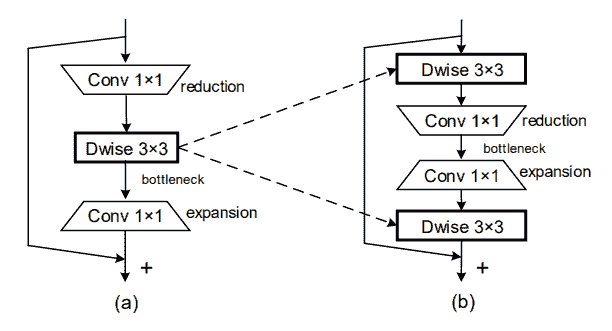 Conv 1×1
reduction
Dwise 3×3
bottleneck
Conv 1×1
expansion
+
(a)
Dwise 3×3
Conv 1×1
reduction
bottleneck
Conv 1×1
expansion
Dwise 3×3
+
(b)